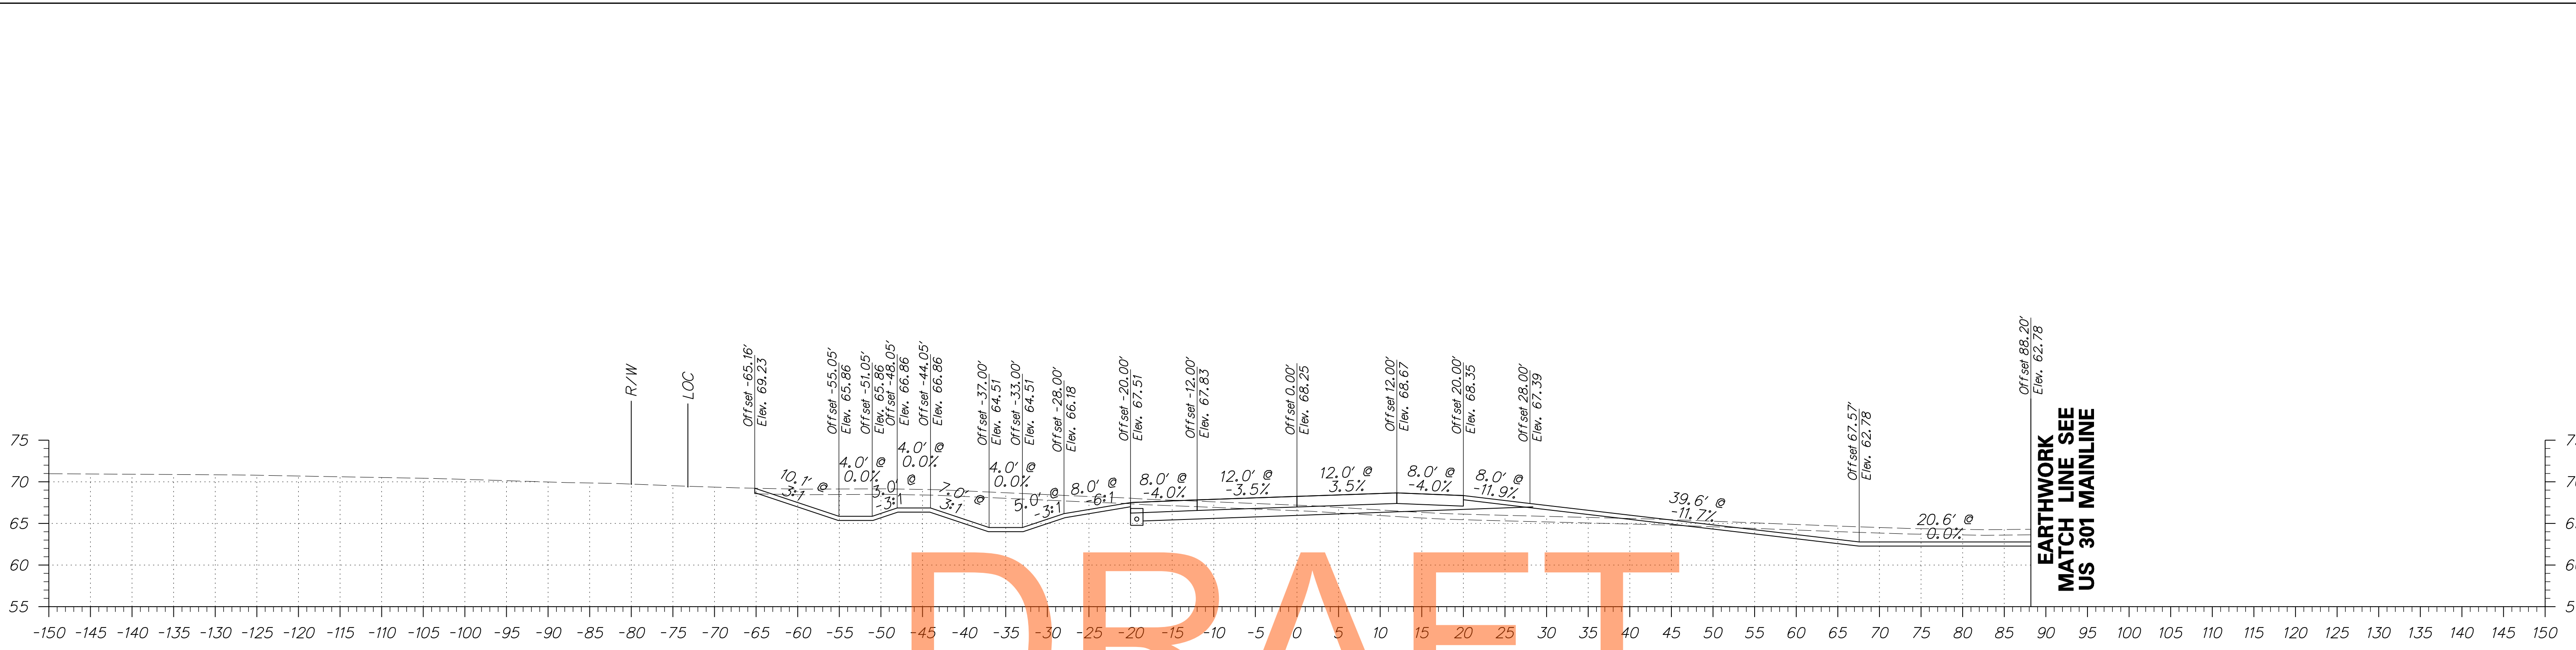 R/W
LOC
Offset -65.16'
Elev. 69.23
Offset -55.05'
Elev. 65.86
Offset -51.05'
Elev. 65.86
Offset -48.05'
Elev. 66.86
Offset -44.05'
Elev. 66.86
Offset -37.00'
Elev. 64.51
Offset -33.00'
Elev. 64.51
Offset -28.00'
Elev. 66.18
Offset -20.00'
Elev. 67.51
Offset -12.00'
Elev. 67.83
Offset 0.00'
Elev. 68.25
Offset 12.00'
Elev. 68.67
Offset 20.00'
Elev. 68.35
Offset 28.00'
Elev. 67.39
Offset 67.57'
Elev. 62.78
Offset 88.20'
Elev. 62.78
10.1' @
3:1
4.0' @
0.0%
3.0' @
-3:1
4.0' @
0.0%
7.0' @
3:1
4.0' @
0.0%
5.0' @
-3:1
8.0' @
-6:1
8.0' @
-4.0%
12.0' @
-3.5%
12.0' @
3.5%
8.0' @
-4.0%
8.0' @
-11.9%
39.6' @
-11.7%
20.6' @
0.0%
EARTHWORK
MATCH LINE SEE
US 301 MAINLINE
75
70
65
60
55
-150 -145 -140 -135 -130 -125 -120 -115 -110 -105 -100 -95 -90 -85 -80 -75 -70 -65 -60 -55 -50 -45 -40 -35 -30 -25 -20 -15 -10 -5 0 5 10 15 20 25 30 35 40 45 50 55 60 65 70 75 80 85 90 95 100 105 110 115 120 125 130 135 140 145 150
DRAFT